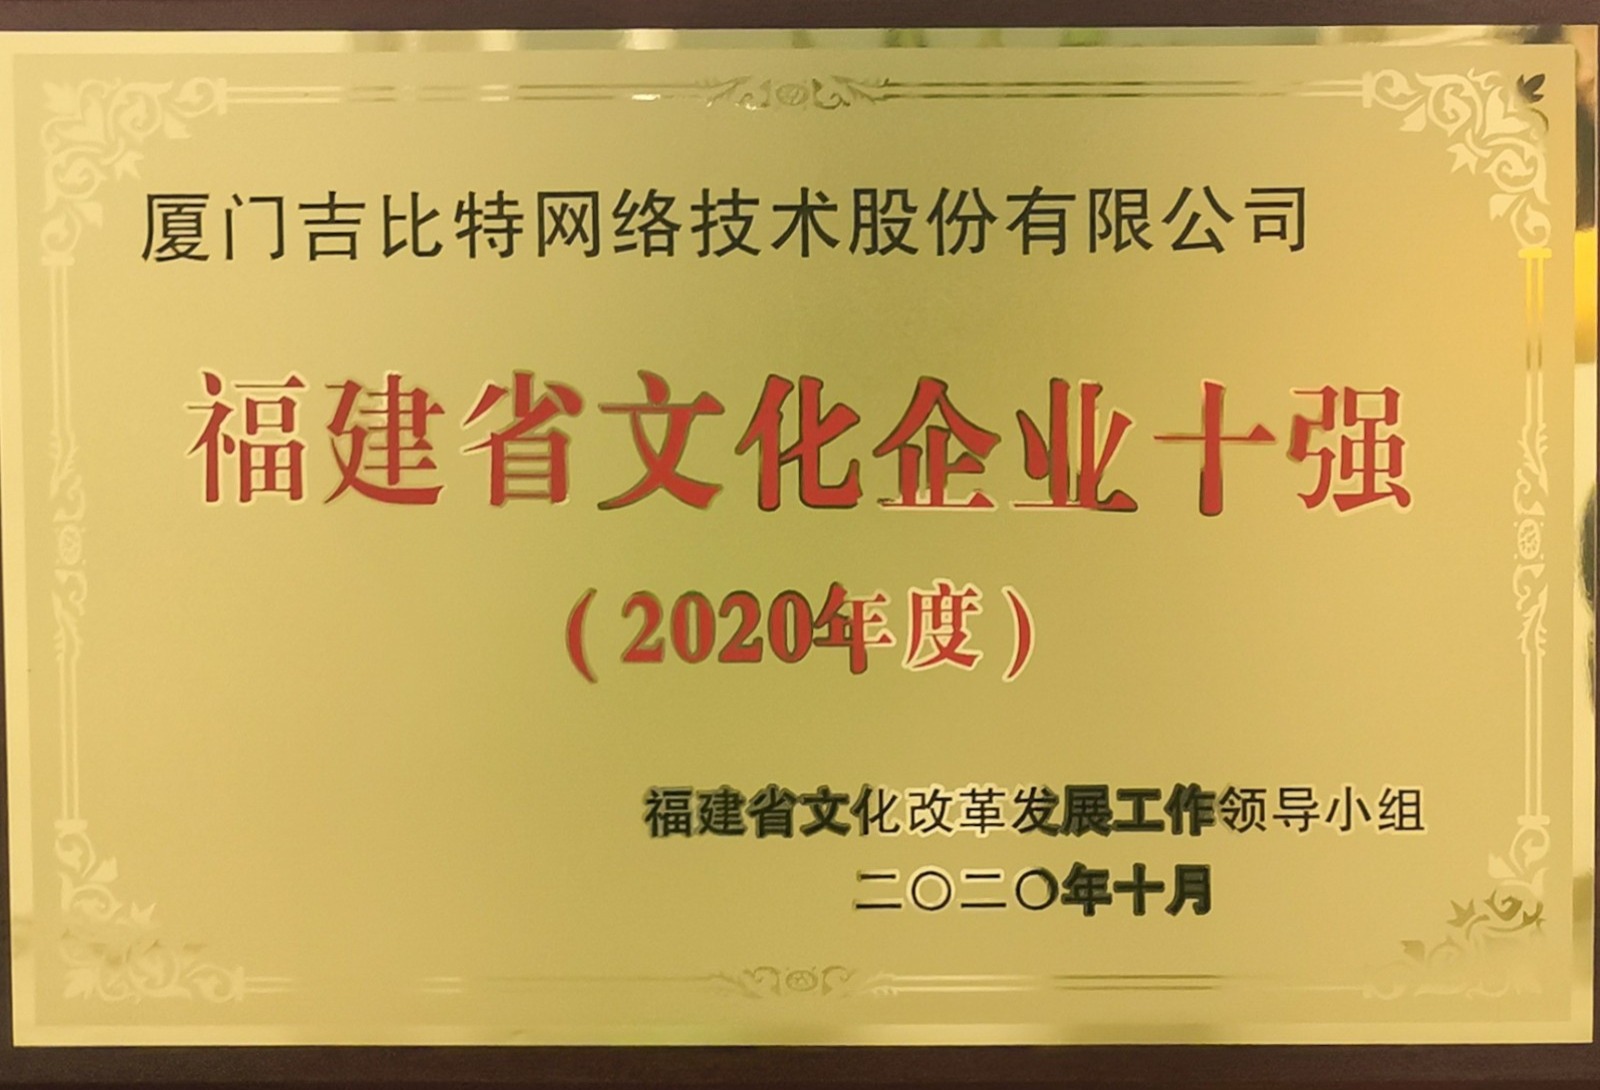 厦门吉比特网络技术股份有限公司
福建省文化企业十强
(2020年度)
福建省文化改革发展工作领导小组
二〇二〇年十月